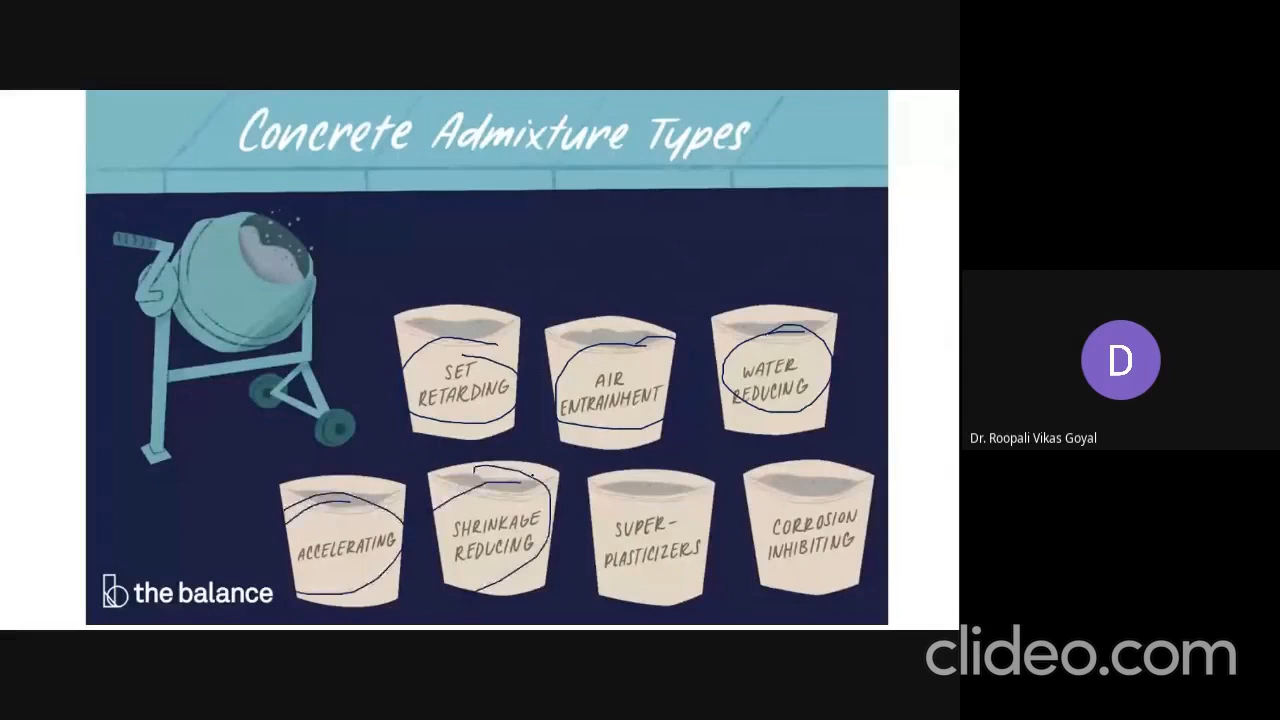 Concrete Admixture Types
SET
RETARDING
AIR
ENTRAINMENT
WATER
REDUCING
ACCELERATING
SHRINKAGE
REDUCING
SUPER-
PLASTICIZERS
CORROSION
INHIBITING
the balance
D
Dr. Roopali Vikas Goyal
clideo.com